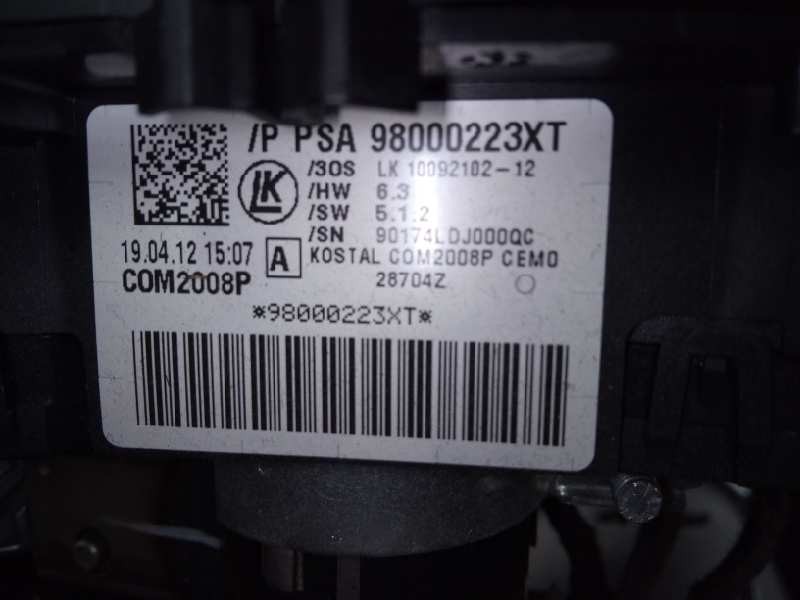 /P PSA 98000223XT
LK
/3OS LK 10092102-12
/HW 6.3
/SW 5.1.2
/SN 90174LDJ000QC
19.04.12 15:07 A KOSTAL COM2008P CEM0
COM2008P 28704Z
*98000223XT*